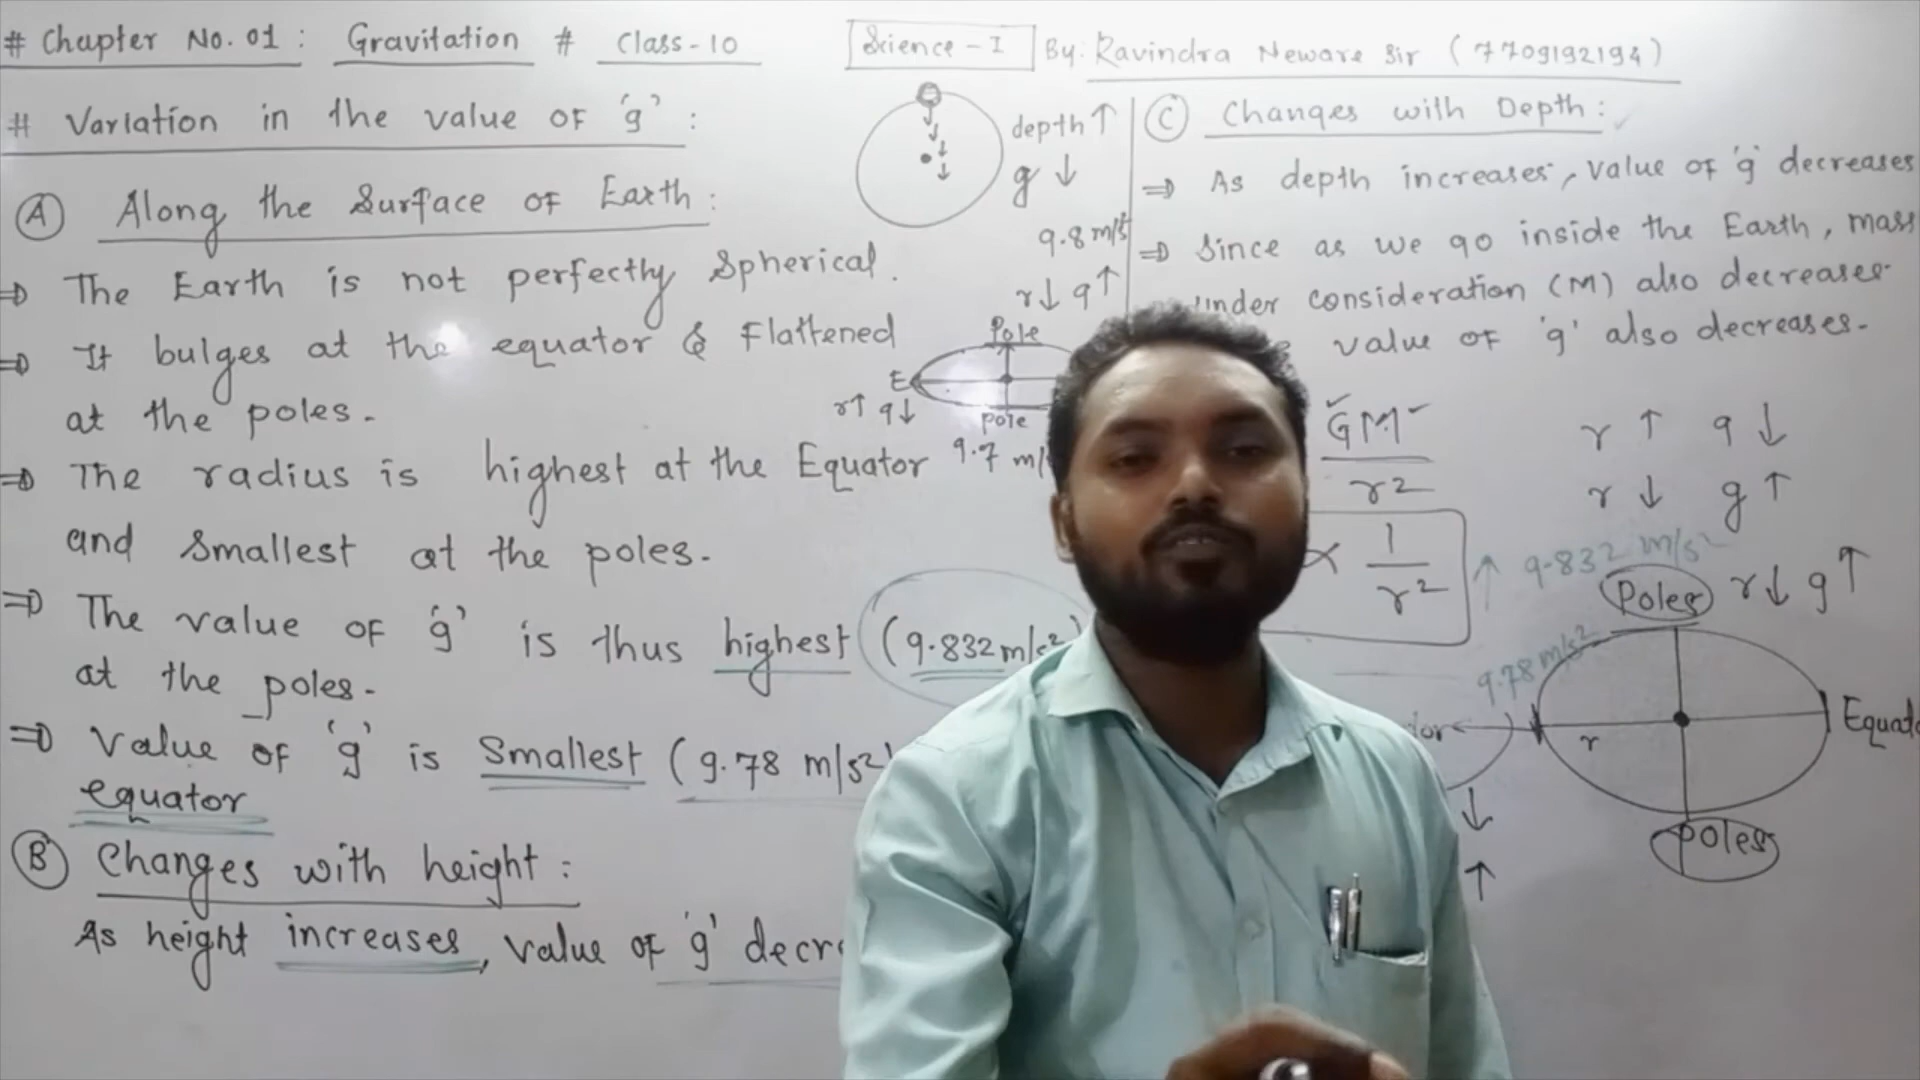 # Chapter No. 01 : Gravitation # Class - 10
Science - I By: Ravindra Neware Sir (7709192194)
# Variation in the value of 'g' :
(A) Along the Surface of Earth :
⇒ The Earth is not perfectly Spherical.
⇒ It bulges at the equator & Flattened
at the poles.
⇒ The radius is highest at the Equator
and Smallest at the poles.
⇒ The value of 'g' is thus highest (9.832 m/s²)
at the poles.
⇒ Value of 'g' is Smallest (9.78 m/s²)
equator
(B) Changes with height :
As height increases, value of 'g' decre
depth ↑
g ↓
9.8 m/s²
r ↓ g ↑
Pole
E
r ↑ g ↓
Pole
9.7 m/
(C) Changes with Depth :
⇒ As depth increases, Value of 'g' decreases
⇒ Since as we go inside the Earth, mass
under consideration (M) also decreases
value of 'g' also decreases.
GM
r²
∝ 1
r²
r ↑ g ↓
r ↓ g ↑
↑ 9.832 m/s²
Poles r ↓ g ↑
9.78 m/s²
r
Equato
Poles
↓
↑